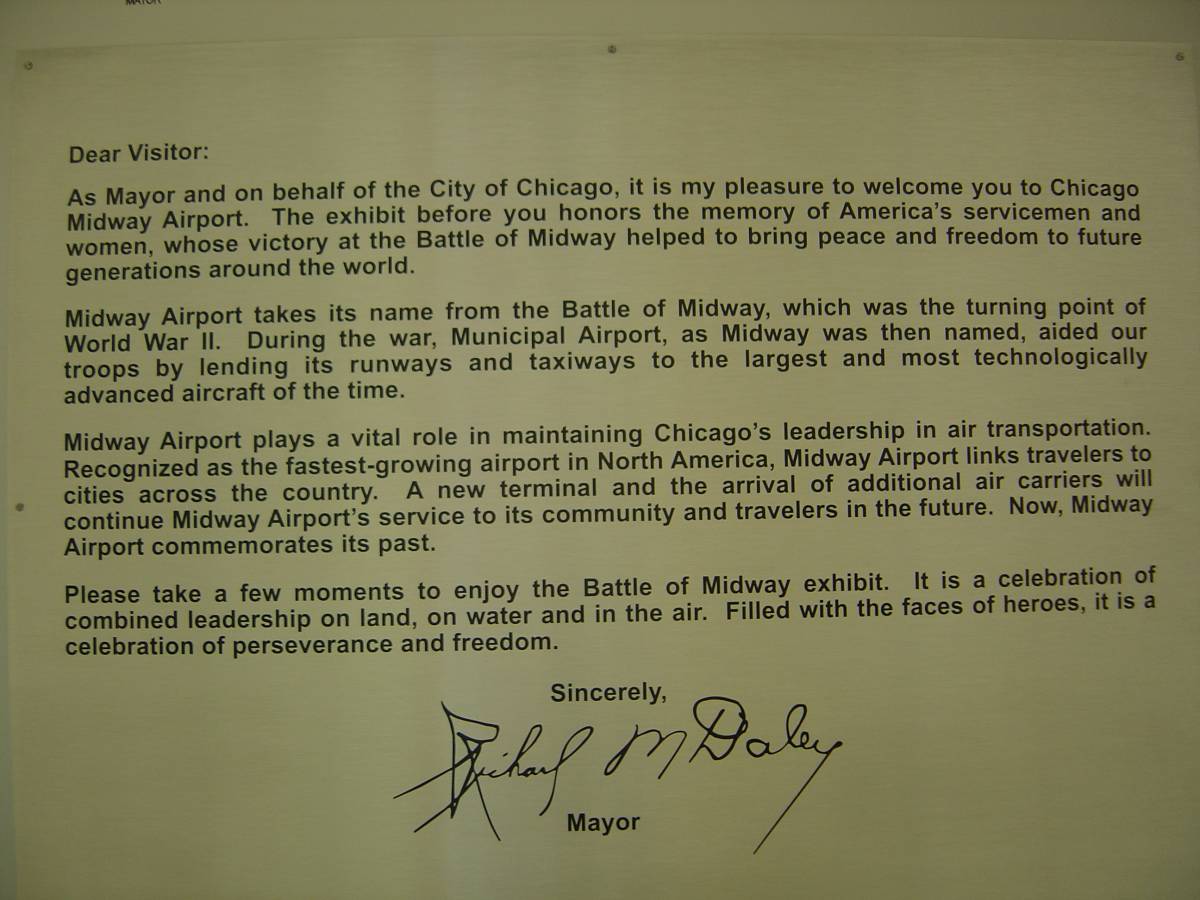 MAYOR
Dear Visitor:
As Mayor and on behalf of the City of Chicago, it is my pleasure to welcome you to Chicago
Midway Airport. The exhibit before you honors the memory of America's servicemen and
women, whose victory at the Battle of Midway helped to bring peace and freedom to future
generations around the world.
Midway Airport takes its name from the Battle of Midway, which was the turning point of
World War II. During the war, Municipal Airport, as Midway was then named, aided our
troops by lending its runways and taxiways to the largest and most technologically
advanced aircraft of the time.
Midway Airport plays a vital role in maintaining Chicago's leadership in air transportation.
Recognized as the fastest-growing airport in North America, Midway Airport links travelers to
cities across the country. A new terminal and the arrival of additional air carriers will
continue Midway Airport's service to its community and travelers in the future. Now, Midway
Airport commemorates its past.
Please take a few moments to enjoy the Battle of Midway exhibit. It is a celebration of
combined leadership on land, on water and in the air. Filled with the faces of heroes, it is a
celebration of perseverance and freedom.
Sincerely,
Richard M Daley
Mayor